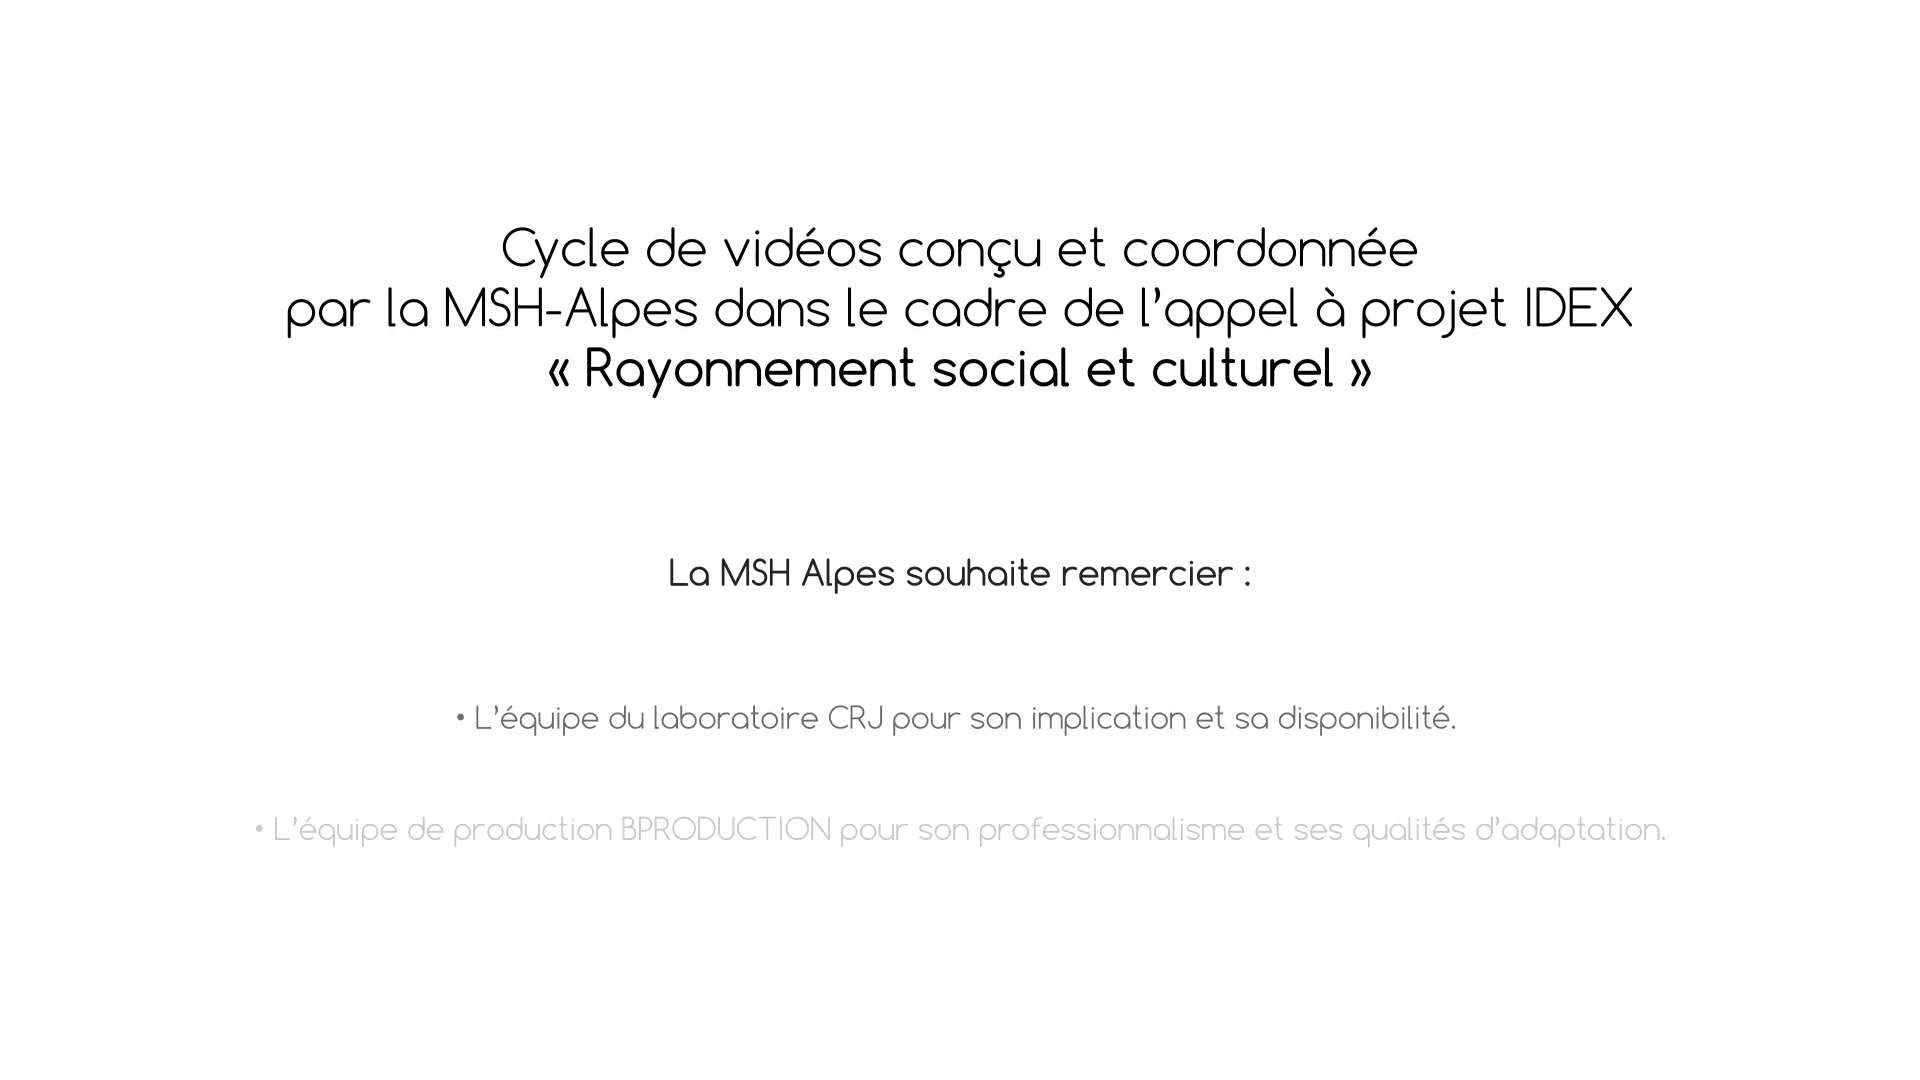 Cycle de vidéos conçu et coordonnée
par la MSH-Alpes dans le cadre de l’appel à projet IDEX
« Rayonnement social et culturel »
La MSH Alpes souhaite remercier :
• L’équipe du laboratoire CRJ pour son implication et sa disponibilité.
• L’équipe de production BPRODUCTION pour son professionnalisme et ses qualités d’adaptation.